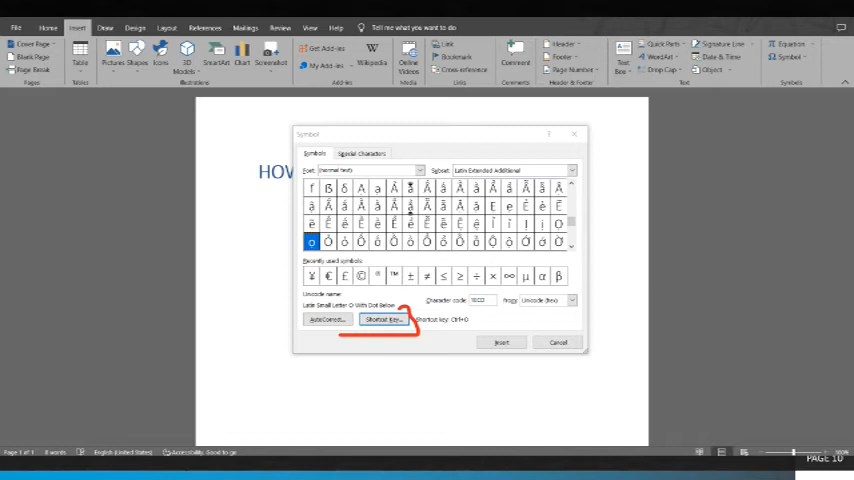 File Home Insert Draw Design Layout References Mailings Review View Help Tell me what you want to do
Cover Page
Blank Page
Page Break
Pages
Table
Tables
Pictures Shapes Icons 3D Models SmartArt Chart Screenshot
Illustrations
Get Add-ins
My Add-ins
Wikipedia
Add-ins
Online Videos
Media
Link
Bookmark
Cross-reference
Links
Comment
Comments
Header
Footer
Page Number
Header & Footer
Text Box
Quick Parts
WordArt
Drop Cap
Signature Line
Date & Time
Object
Text
Equation
Symbol
Symbols
HOW
Symbol
Symbols Special Characters
Font: (normal text) Subset: Latin Extended Additional
Recently used symbols:
¥ € £ © ® ™ ± ≠ ≤ ≥ ÷ × ∞ μ α β
Unicode name:
Latin Small Letter O With Dot Below
Character code: 1ECD from: Unicode (hex)
AutoCorrect... Shortcut Key... Shortcut key: Ctrl+O
Insert Cancel
Page 1 of 1 8 words English (United States) Accessibility: Good to go 100%
PAGE 10